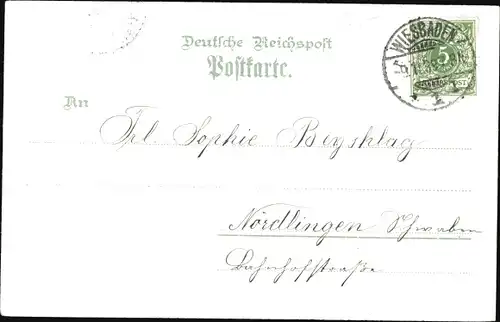 Deutsche Reichspost
Postkarte.
WIESBADEN
5
An
Frl. Sophie Beyschlag
Nördlingen Schwaben
Bahnhofstraße